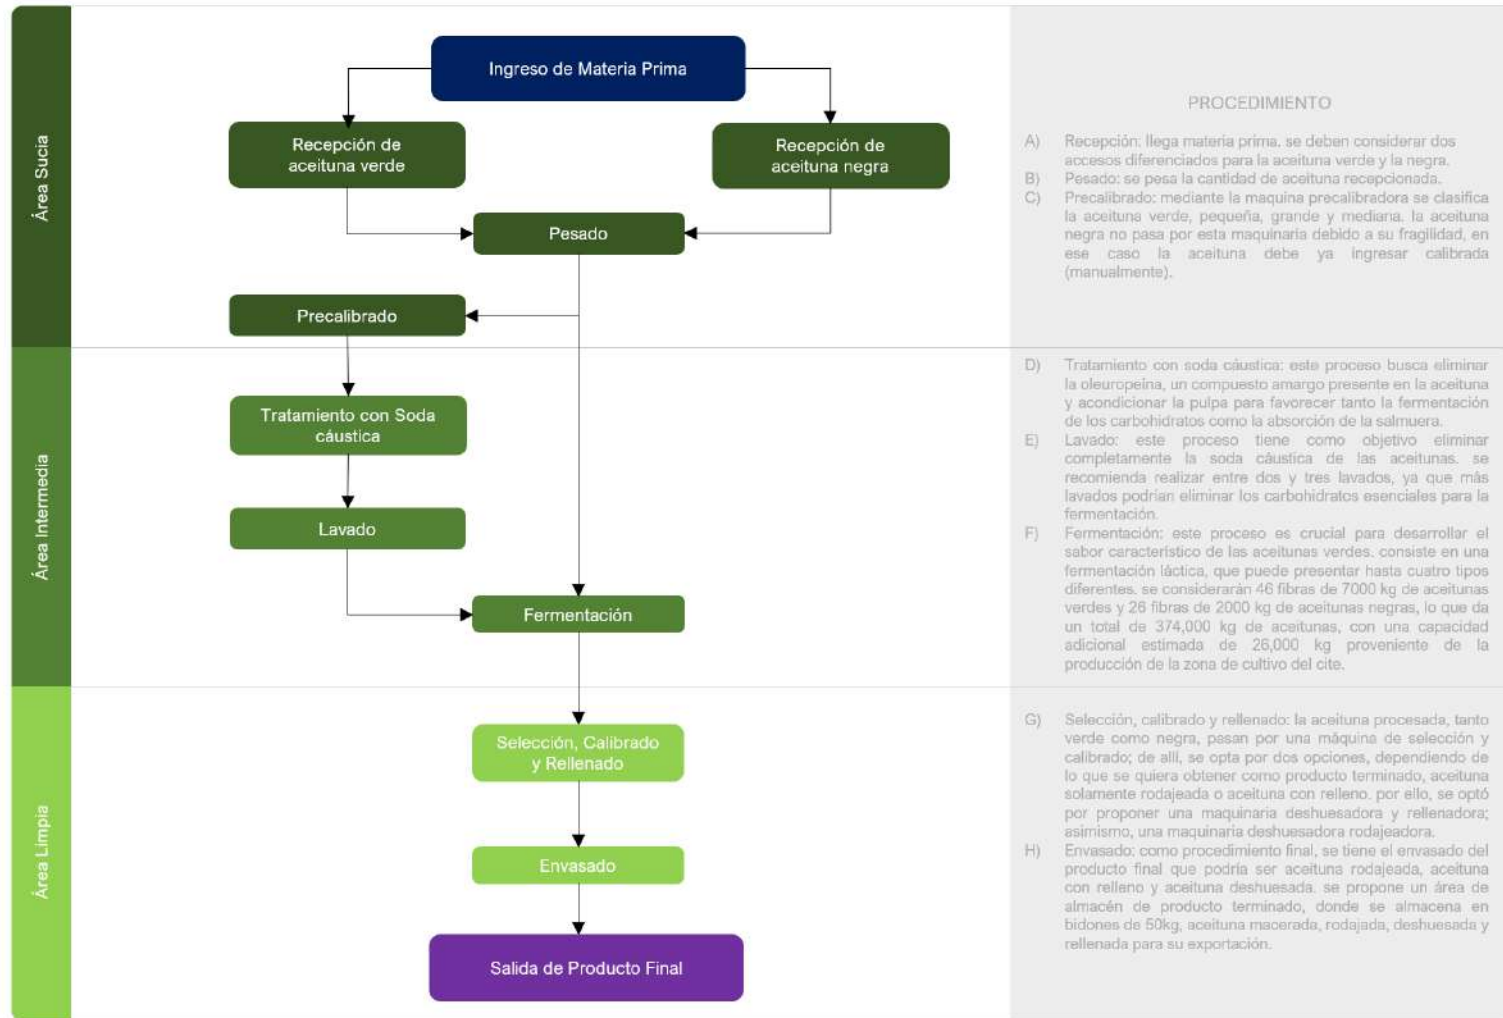 Área Sucia
Ingreso de Materia Prima
Recepción de
aceituna verde
Recepción de
aceituna negra
Pesado
Precalibrado
PROCEDIMIENTO
A) Recepción: llega materia prima. se deben considerar dos
accesos diferenciados para la aceituna verde y la negra.
B) Pesado: se pesa la cantidad de aceituna recepcionada.
C) Precalibrado: mediante la maquina precalibradora se clasifica
la aceituna verde, pequeña, grande y mediana. la aceituna
negra no pasa por esta maquinaria debido a su fragilidad, en
ese caso la aceituna debe ya ingresar calibrada
(manualmente).
Área Intermedia
Tratamiento con Soda
cáustica
Lavado
Fermentación
D) Tratamiento con soda cáustica: este proceso busca eliminar
la oleuropeína, un compuesto amargo presente en la aceituna
y acondicionar la pulpa para favorecer tanto la fermentación
de los carbohidratos como la absorción de la salmuera.
E) Lavado: este proceso tiene como objetivo eliminar
completamente la soda cáustica de las aceitunas. se
recomienda realizar entre dos y tres lavados, ya que más
lavados podrían eliminar los carbohidratos esenciales para la
fermentación.
F) Fermentación: este proceso es crucial para desarrollar el
sabor característico de las aceitunas verdes. consiste en una
fermentación láctica, que puede presentar hasta cuatro tipos
diferentes. se considerarán 46 fibras de 7000 kg de aceitunas
verdes y 26 fibras de 2000 kg de aceitunas negras, lo que da
un total de 374,000 kg de aceitunas, con una capacidad
adicional estimada de 26,000 kg proveniente de la
producción de la zona de cultivo del cite.
Área Limpia
Selección, Calibrado
y Rellenado
Envasado
Salida de Producto Final
G) Selección, calibrado y rellenado: la aceituna procesada, tanto
verde como negra, pasan por una máquina de selección y
calibrado; de allí, se opta por dos opciones, dependiendo de
lo que se quiera obtener como producto terminado, aceituna
solamente rodajeada o aceituna con relleno. por ello, se optó
por proponer una maquinaria deshuesadora y rellenadora;
asimismo, una maquinaria deshuesadora rodajeadora.
H) Envasado: como procedimiento final, se tiene el envasado del
producto final que podría ser aceituna rodajeada, aceituna
con relleno y aceituna deshuesada. se propone un área de
almacén de producto terminado, donde se almacena en
bidones de 50kg, aceituna macerada, rodajada, deshuesada y
rellenada para su exportación.